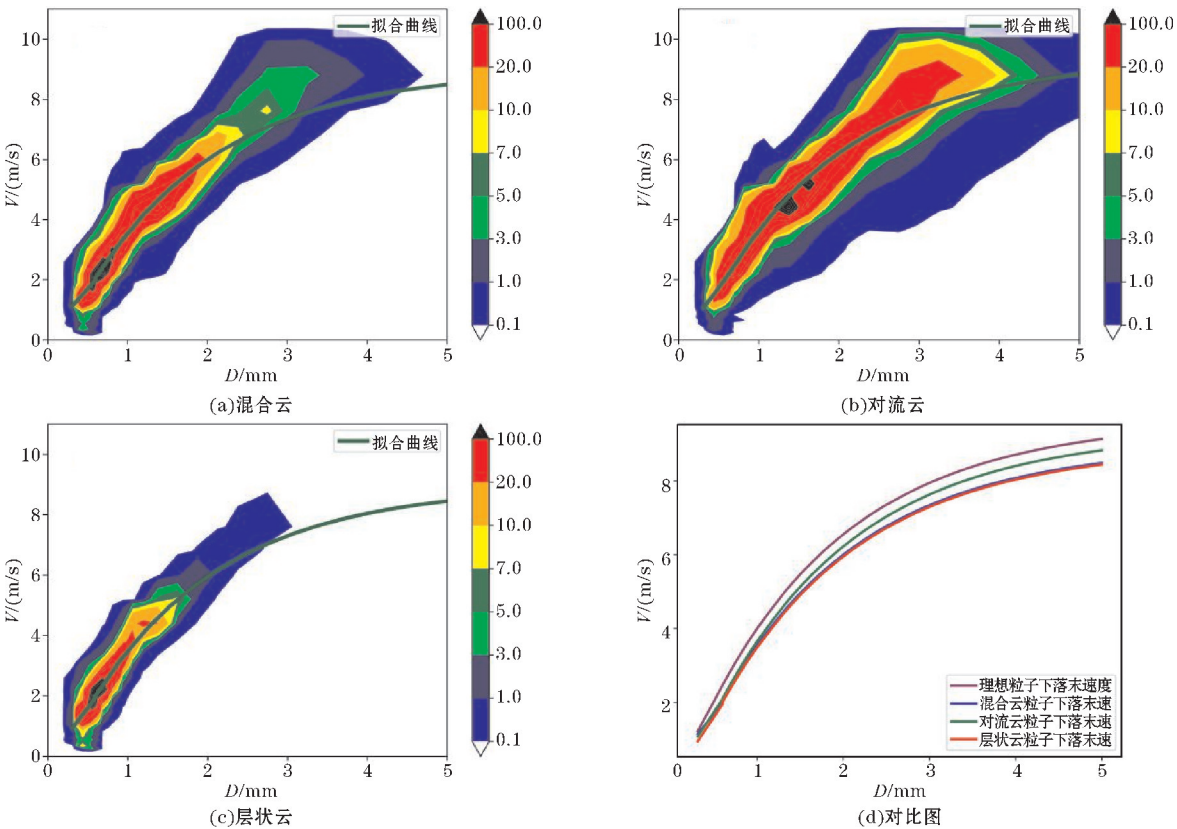 10
8
6
4
2
0
V/(m/s)
拟合曲线
100.0
20.0
10.0
7.0
5.0
3.0
1.0
0.1
0 1 2 3 4 5
D/mm
(a)混合云
10
8
6
4
2
0
V/(m/s)
拟合曲线
100.0
20.0
10.0
7.0
5.0
3.0
1.0
0.1
0 1 2 3 4 5
D/mm
(b)对流云
10
8
6
4
2
0
V/(m/s)
拟合曲线
100.0
20.0
10.0
7.0
5.0
3.0
1.0
0.1
0 1 2 3 4 5
D/mm
(c)层状云
8
6
4
2
V/(m/s)
理想粒子下落末速度
混合云粒子下落末速
对流云粒子下落末速
层状云粒子下落末速
0 1 2 3 4 5
D/mm
(d)对比图